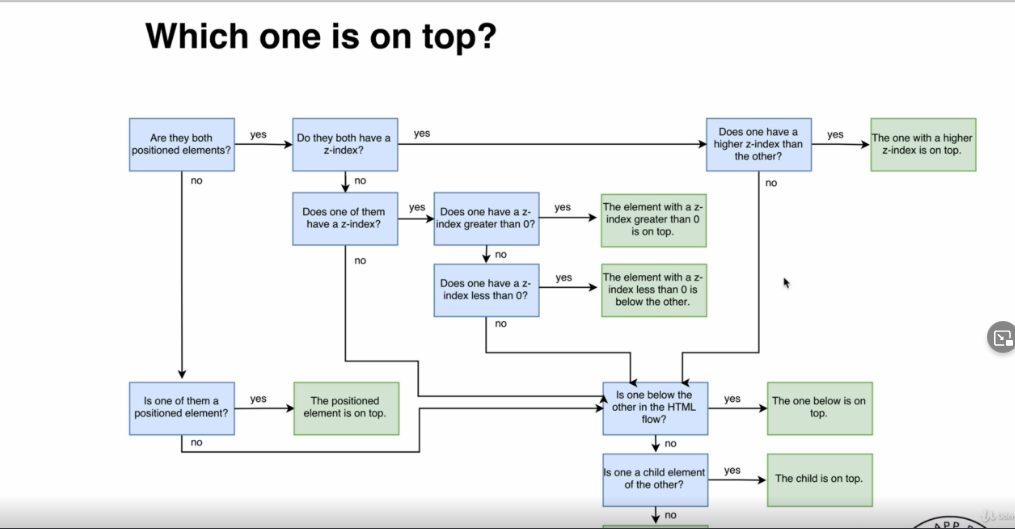 Which one is on top?
Are they both
positioned elements?
yes
Do they both have a
z-index?
yes
Does one have a
higher z-index than
the other?
yes
The one with a higher
z-index is on top.
no
no
no
Does one of them
have a z-index?
yes
Does one have a z-
index greater than 0?
yes
The element with a z-
index greater than 0
is on top.
no
no
Does one have a z-
index less than 0?
yes
The element with a z-
index less than 0 is
below the other.
no
Is one of them a
positioned element?
yes
The positioned
element is on top.
Is one below the
other in the HTML
flow?
yes
The one below is on
top.
no
no
Is one a child element
of the other?
yes
The child is on top.
no
APP